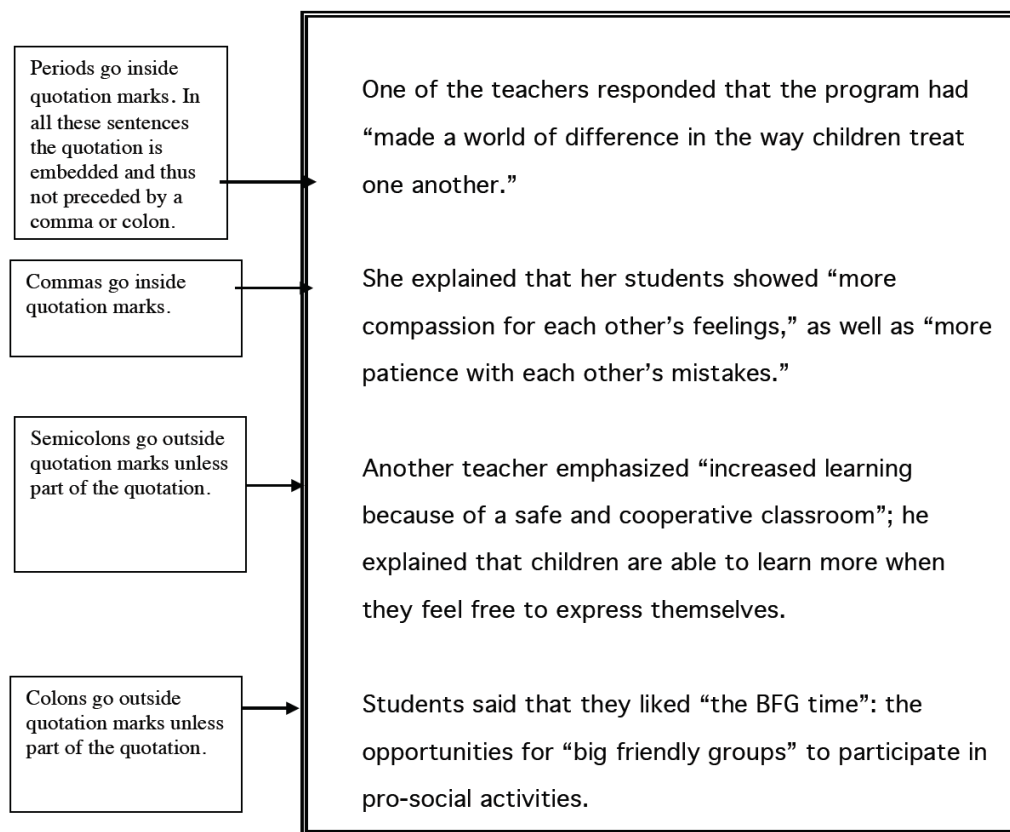 Periods go inside
quotation marks. In
all these sentences
the quotation is
embedded and thus
not preceded by a
comma or colon.
One of the teachers responded that the program had
“made a world of difference in the way children treat
one another.”
Commas go inside
quotation marks.
She explained that her students showed “more
compassion for each other’s feelings,” as well as “more
patience with each other’s mistakes.”
Semicolons go outside
quotation marks unless
part of the quotation.
Another teacher emphasized “increased learning
because of a safe and cooperative classroom”; he
explained that children are able to learn more when
they feel free to express themselves.
Colons go outside
quotation marks unless
part of the quotation.
Students said that they liked “the BFG time”: the
opportunities for “big friendly groups” to participate in
pro-social activities.